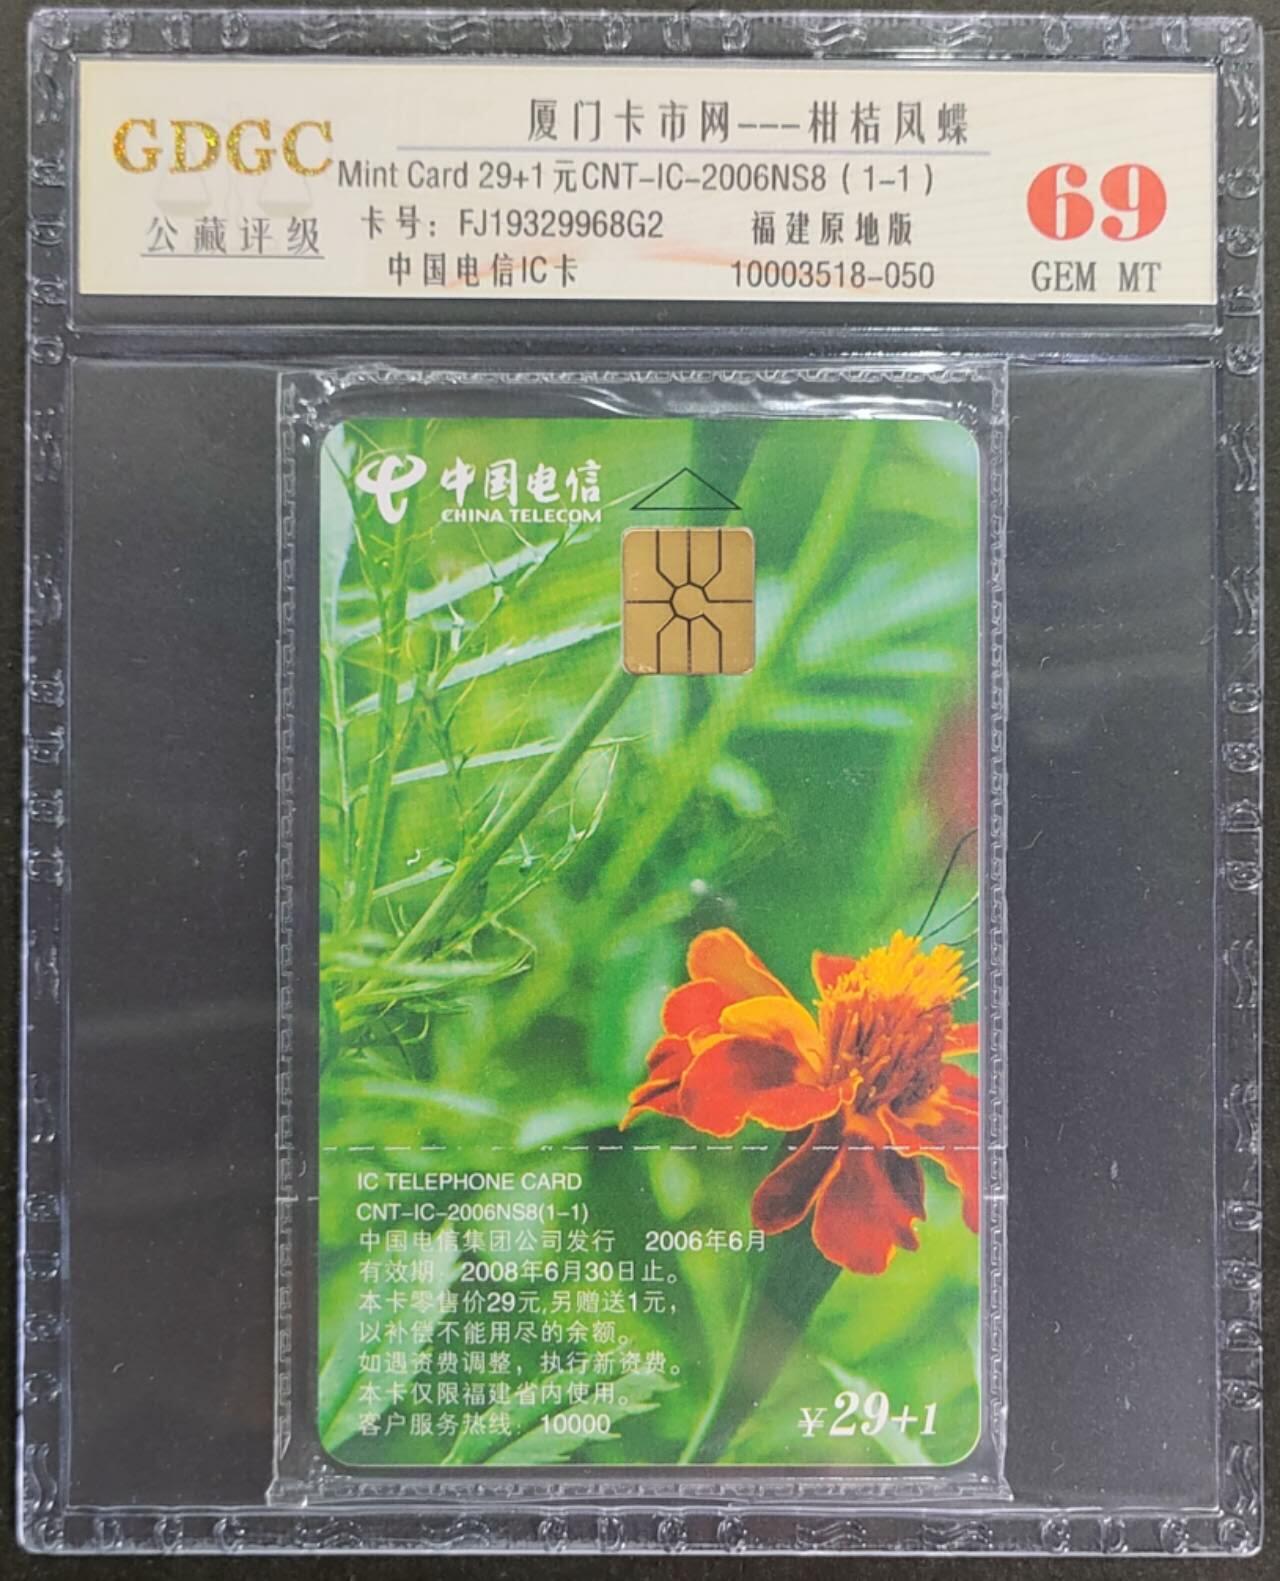 GDGC
公藏评级
厦门卡市网---柑桔凤蝶
Mint Card 29+1元CNT-IC-2006NS8（1-1）
卡号：FJ19329968G2 福建原地版
中国电信IC卡 10003518-050
69
GEM MT
中国电信
CHINA TELECOM
IC TELEPHONE CARD
CNT-IC-2006NS8(1-1)
中国电信集团公司发行 2006年6月
有效期：2008年6月30日止。
本卡零售价29元,另赠送1元，
以补偿不能用尽的余额。
如遇资费调整，执行新资费。
本卡仅限福建省内使用。
客户服务热线：10000
¥29+1